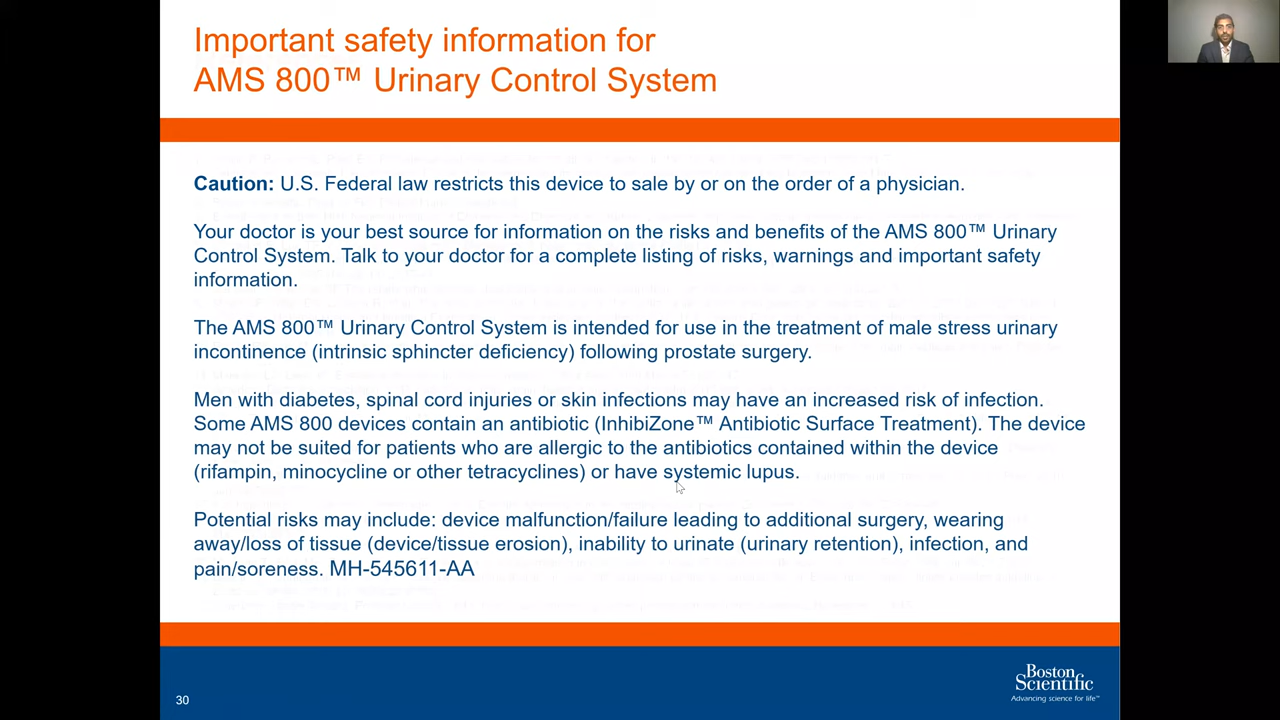 Important safety information for
AMS 800™ Urinary Control System
Caution: U.S. Federal law restricts this device to sale by or on the order of a physician.
Your doctor is your best source for information on the risks and benefits of the AMS 800™ Urinary
Control System. Talk to your doctor for a complete listing of risks, warnings and important safety
information.
The AMS 800™ Urinary Control System is intended for use in the treatment of male stress urinary
incontinence (intrinsic sphincter deficiency) following prostate surgery.
Men with diabetes, spinal cord injuries or skin infections may have an increased risk of infection.
Some AMS 800 devices contain an antibiotic (InhibiZone™ Antibiotic Surface Treatment). The device
may not be suited for patients who are allergic to the antibiotics contained within the device
(rifampin, minocycline or other tetracyclines) or have systemic lupus.
Potential risks may include: device malfunction/failure leading to additional surgery, wearing
away/loss of tissue (device/tissue erosion), inability to urinate (urinary retention), infection, and
pain/soreness. MH-545611-AA
30
Boston
Scientific
Advancing science for life™